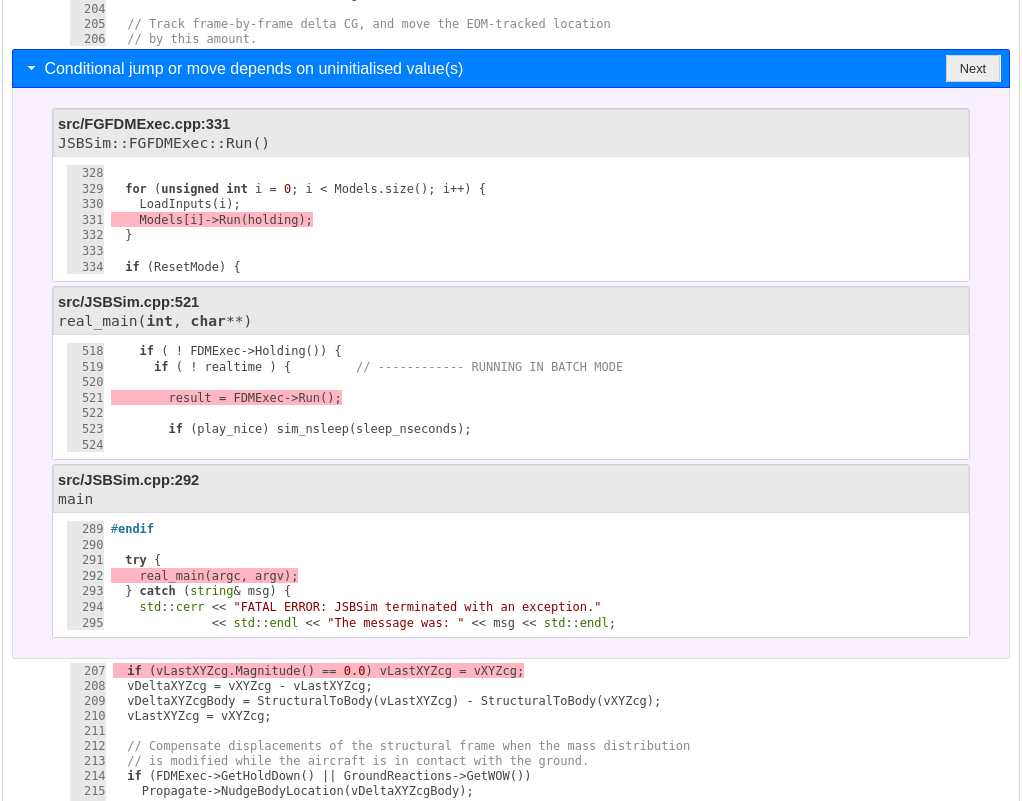 204
205 // Track frame-by-frame delta CG, and move the EOM-tracked location
206 // by this amount.
Conditional jump or move depends on uninitialised value(s) Next
src/FGFDMExec.cpp:331
JSBSim::FGFDMExec::Run()
328
329 for (unsigned int i = 0; i < Models.size(); i++) {
330 LoadInputs(i);
331 Models[i]->Run(holding);
332 }
333
334 if (ResetMode) {
src/JSBSim.cpp:521
real_main(int, char**)
518 if ( ! FDMExec->Holding()) {
519 if ( ! realtime ) { // ------------ RUNNING IN BATCH MODE
520
521 result = FDMExec->Run();
522
523 if (play_nice) sim_nsleep(sleep_nseconds);
524
src/JSBSim.cpp:292
main
289 #endif
290
291 try {
292 real_main(argc, argv);
293 } catch (string& msg) {
294 std::cerr << "FATAL ERROR: JSBSim terminated with an exception."
295 << std::endl << "The message was: " << msg << std::endl;
207 if (vLastXYZcg.Magnitude() == 0.0) vLastXYZcg = vXYZcg;
208 vDeltaXYZcg = vXYZcg - vLastXYZcg;
209 vDeltaXYZcgBody = StructuralToBody(vLastXYZcg) - StructuralToBody(vXYZcg);
210 vLastXYZcg = vXYZcg;
211
212 // Compensate displacements of the structural frame when the mass distribution
213 // is modified while the aircraft is in contact with the ground.
214 if (FDMExec->GetHoldDown() || GroundReactions->GetWOW())
215 Propagate->NudgeBodyLocation(vDeltaXYZcgBody);